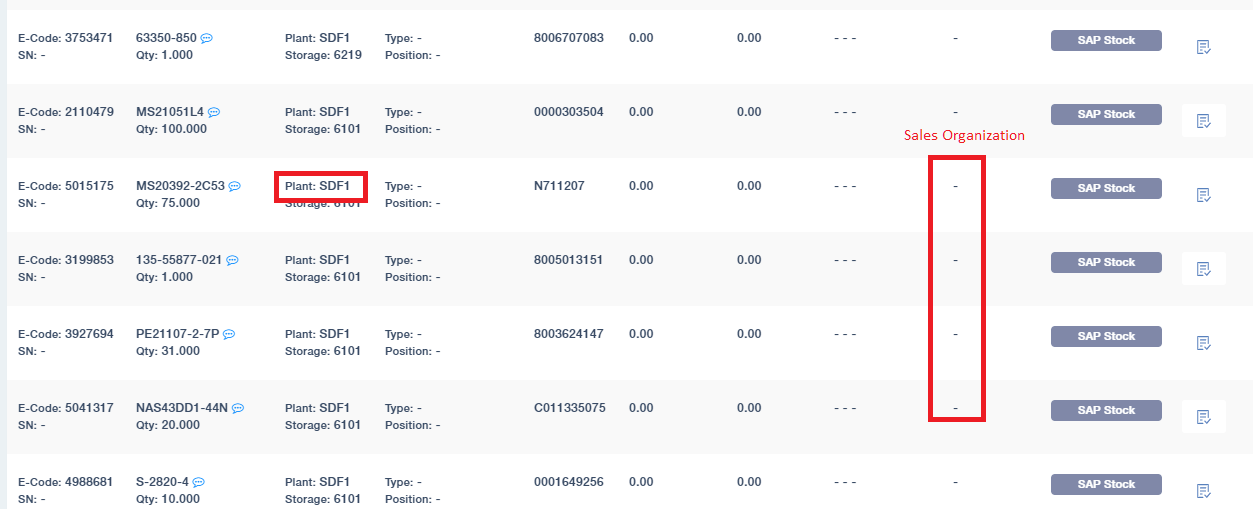 E-Code: 3753471 63350-850 Plant: SDF1 Type: - 8006707083 0.00 0.00 - - - - SAP Stock
SN: - Qty: 1.000 Storage: 6219 Position: -
E-Code: 2110479 MS21051L4 Plant: SDF1 Type: - 0000303504 0.00 0.00 - - - - SAP Stock
SN: - Qty: 100.000 Storage: 6101 Position: -
Sales Organization
E-Code: 5015175 MS20392-2C53 Plant: SDF1 Type: - N711207 0.00 0.00 - - - - SAP Stock
SN: - Qty: 75.000 Storage: 6101 Position: -
E-Code: 3199853 135-55877-021 Plant: SDF1 Type: - 8005013151 0.00 0.00 - - - - SAP Stock
SN: - Qty: 1.000 Storage: 6101 Position: -
E-Code: 3927694 PE21107-2-7P Plant: SDF1 Type: - 8003624147 0.00 0.00 - - - - SAP Stock
SN: - Qty: 31.000 Storage: 6101 Position: -
E-Code: 5041317 NAS43DD1-44N Plant: SDF1 Type: - C011335075 0.00 0.00 - - - - SAP Stock
SN: - Qty: 20.000 Storage: 6101 Position: -
E-Code: 4988681 S-2820-4 Plant: SDF1 Type: - 0001649256 0.00 0.00 - - - - SAP Stock
SN: - Qty: 10.000 Storage: 6101 Position: -